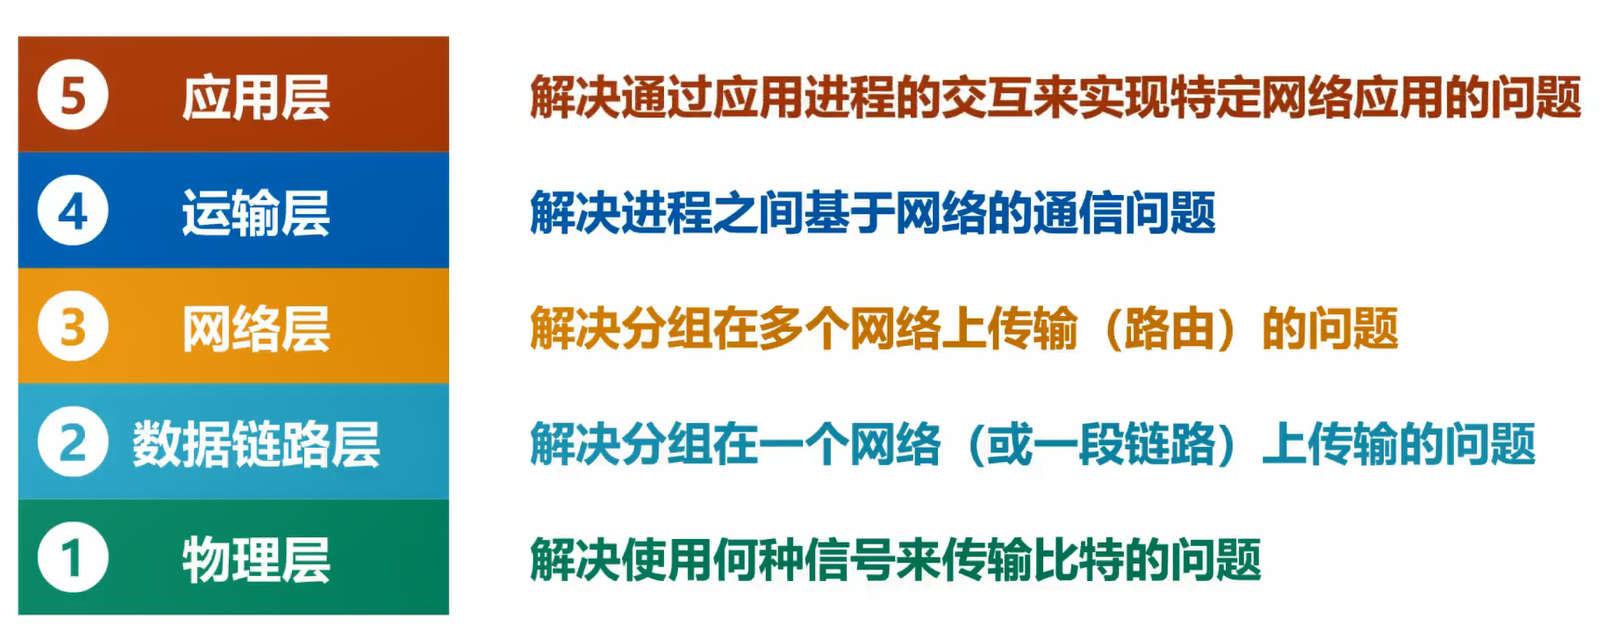 5 应用层 解决通过应用进程的交互来实现特定网络应用的问题
4 运输层 解决进程之间基于网络的通信问题
3 网络层 解决分组在多个网络上传输（路由）的问题
2 数据链路层 解决分组在一个网络（或一段链路）上传输的问题
1 物理层 解决使用何种信号来传输比特的问题